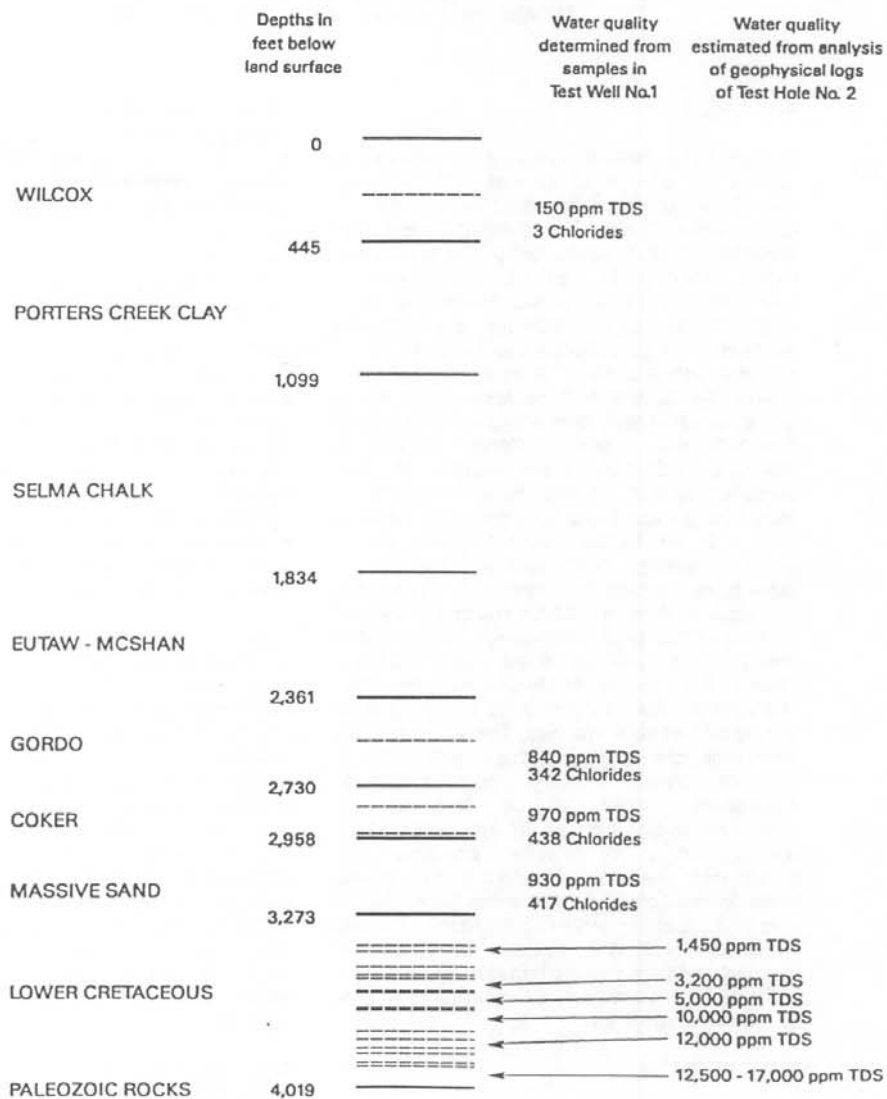 Depths in
feet below
land surface
Water quality
determined from
samples in
Test Well No.1
Water quality
estimated from analysis
of geophysical logs
of Test Hole No. 2
0
WILCOX
150 ppm TDS
3 Chlorides
445
PORTERS CREEK CLAY
1,099
SELMA CHALK
1,834
EUTAW - MCSHAN
2,361
GORDO
840 ppm TDS
342 Chlorides
2,730
COKER
970 ppm TDS
2,958
438 Chlorides
930 ppm TDS
MASSIVE SAND
417 Chlorides
3,273
1,450 ppm TDS
3,200 ppm TDS
LOWER CRETACEOUS
5,000 ppm TDS
10,000 ppm TDS
12,000 ppm TDS
12,500 - 17,000 ppm TDS
PALEOZOIC ROCKS
4,019